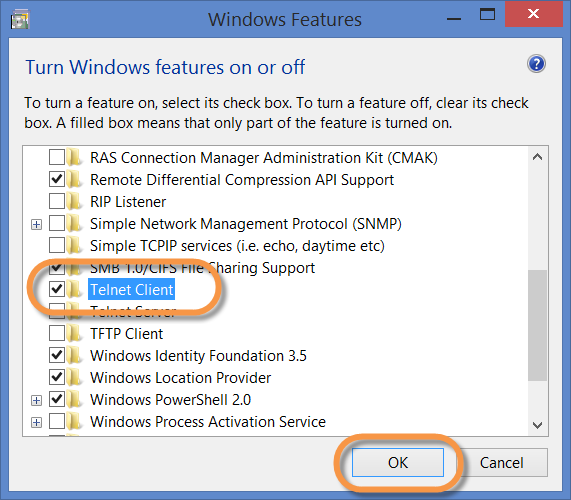 Windows Features
Turn Windows features on or off
?
To turn a feature on, select its check box. To turn a feature off, clear its check
box. A filled box means that only part of the feature is turned on.
RAS Connection Manager Administration Kit (CMAK)
Remote Differential Compression API Support
RIP Listener
Simple Network Management Protocol (SNMP)
Simple TCPIP services (i.e. echo, daytime etc)
SMB 1.0/CIFS File Sharing Support
Telnet Client
Telnet Server
TFTP Client
Windows Identity Foundation 3.5
Windows Location Provider
Windows PowerShell 2.0
Windows Process Activation Service
OK
Cancel